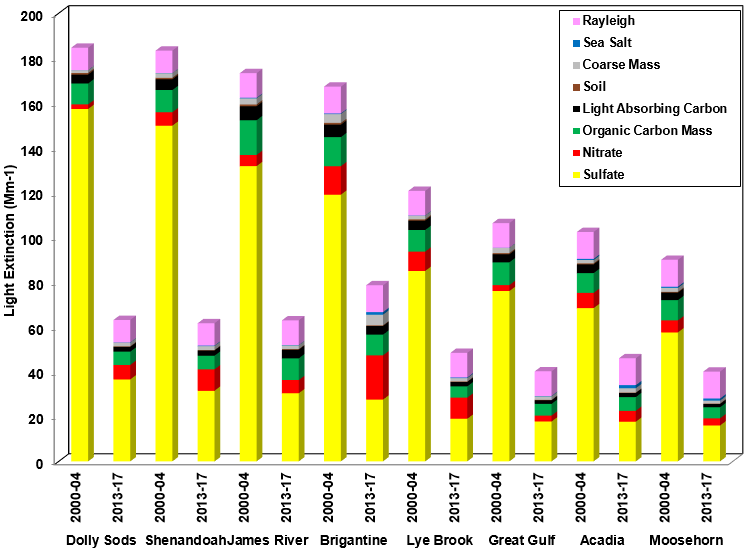 200
180
160
140
120
100
80
60
40
20
0
Light Extinction (Mm-1)
Rayleigh
Sea Salt
Coarse Mass
Soil
Light Absorbing Carbon
Organic Carbon Mass
Nitrate
Sulfate
2000-04 2013-17 2000-04 2013-17 2000-04 2013-17 2000-04 2013-17 2000-04 2013-17 2000-04 2013-17 2000-04 2013-17 2000-04 2013-17
Dolly Sods Shenandoah James River Brigantine Lye Brook Great Gulf Acadia Moosehorn